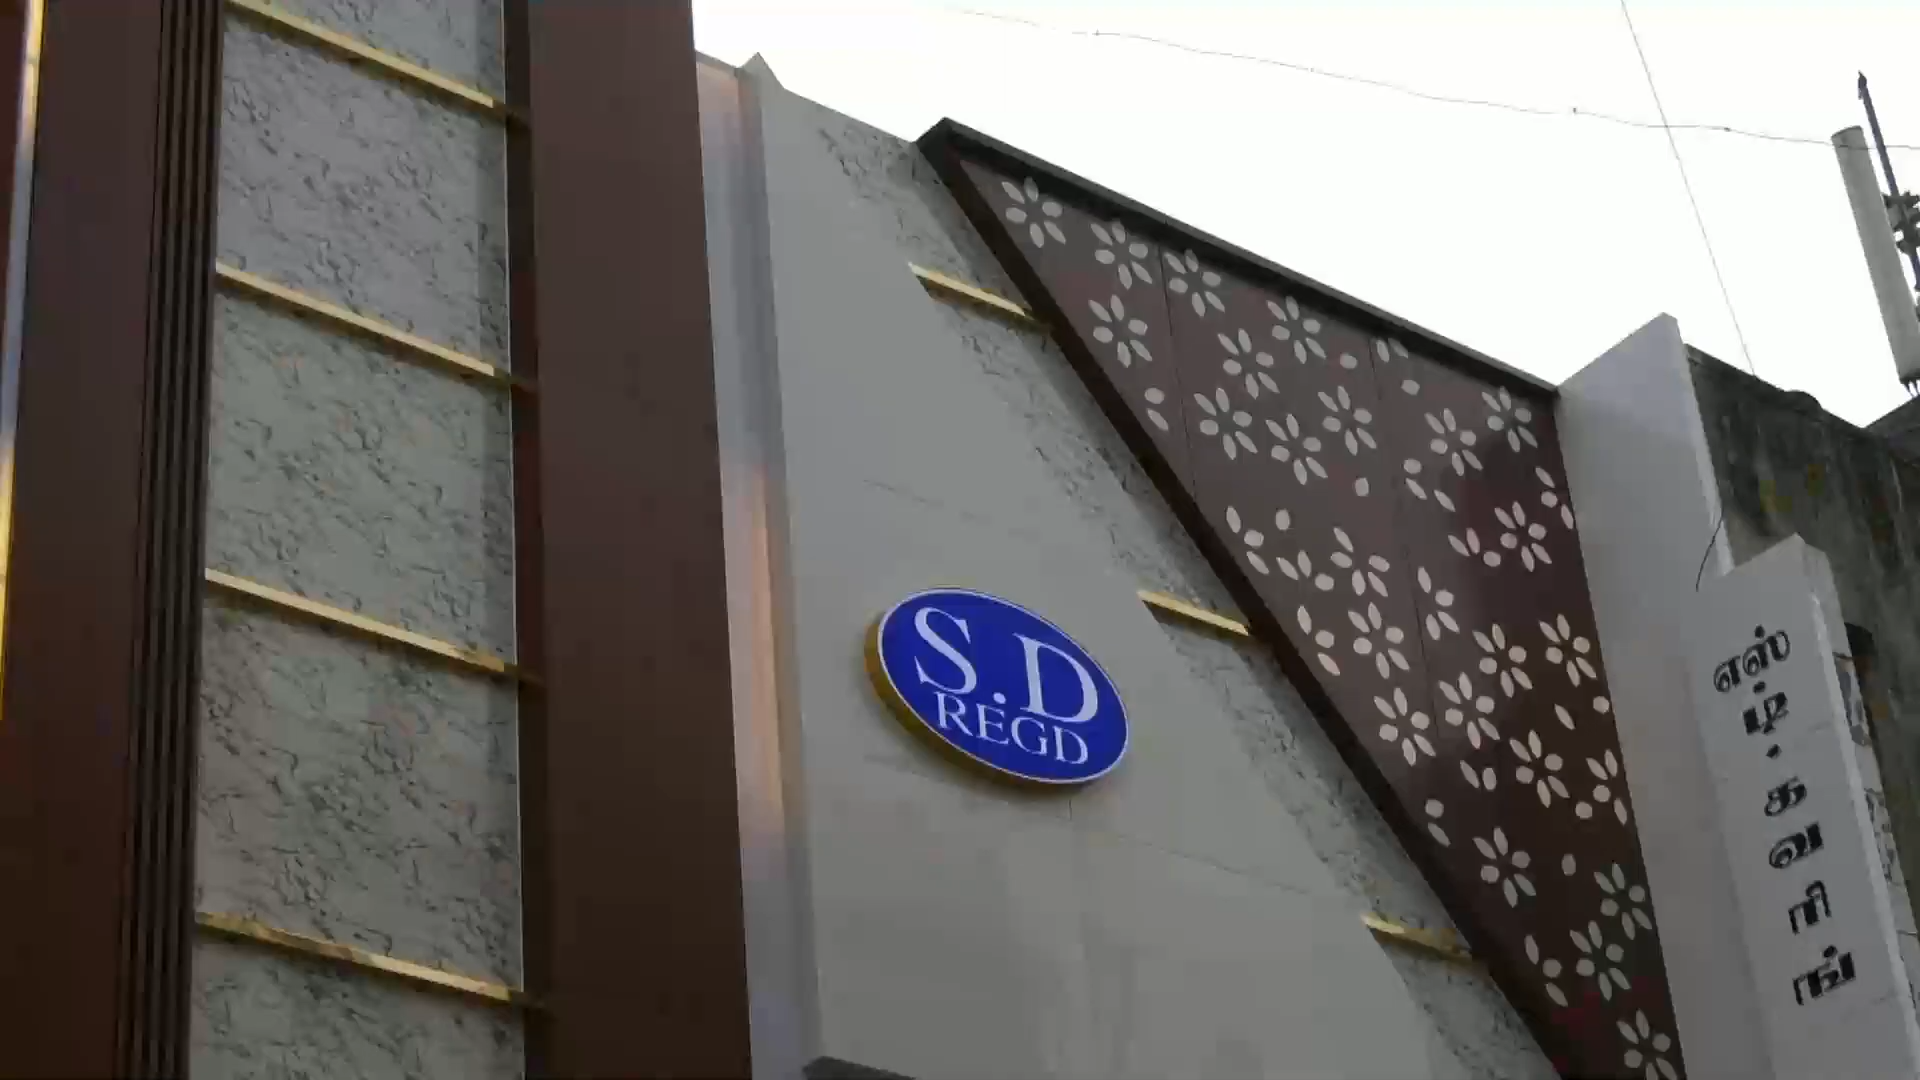 S.D
REGD
எஸ்
டி
.
க
வ
ரி
ங்